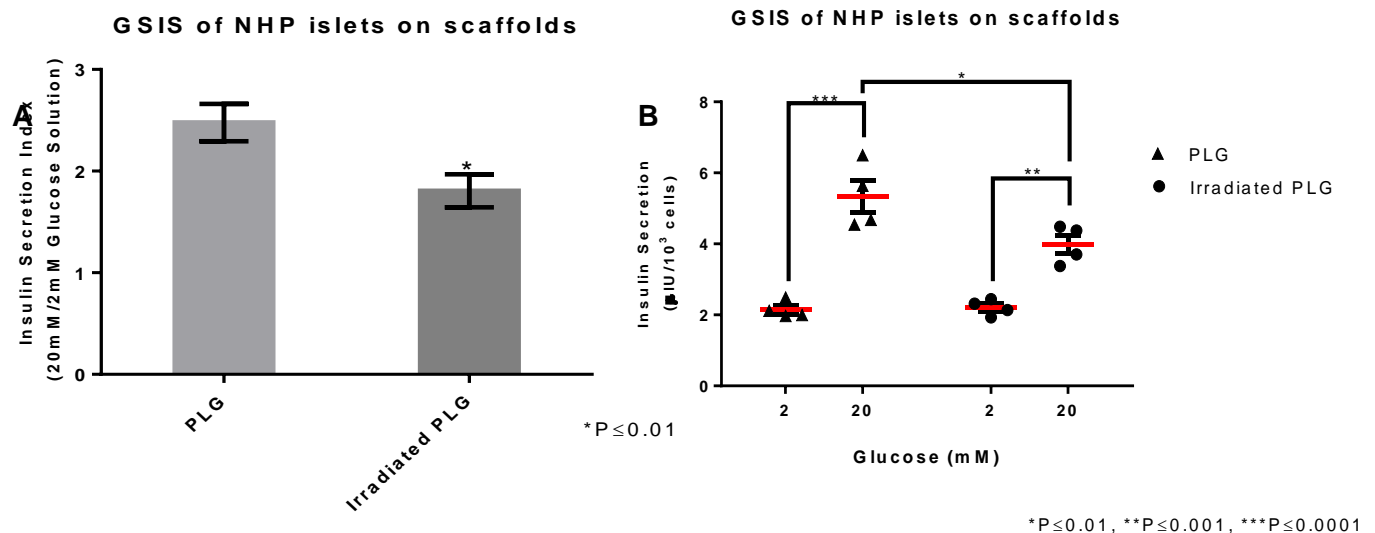 GSIS of NHP islets on scaffolds
A
Insulin Secretion Index
(20mM/2mM Glucose Solution)
3
2
1
0
*
PLG
Irradiated PLG
*P≤0.01
GSIS of NHP islets on scaffolds
B
Insulin Secretion
IU/10³ cells)
8
6
4
2
0
***
*
**
2
20
2
20
Glucose (mM)
PLG
Irradiated PLG
*P≤0.01, **P≤0.001, ***P≤0.0001